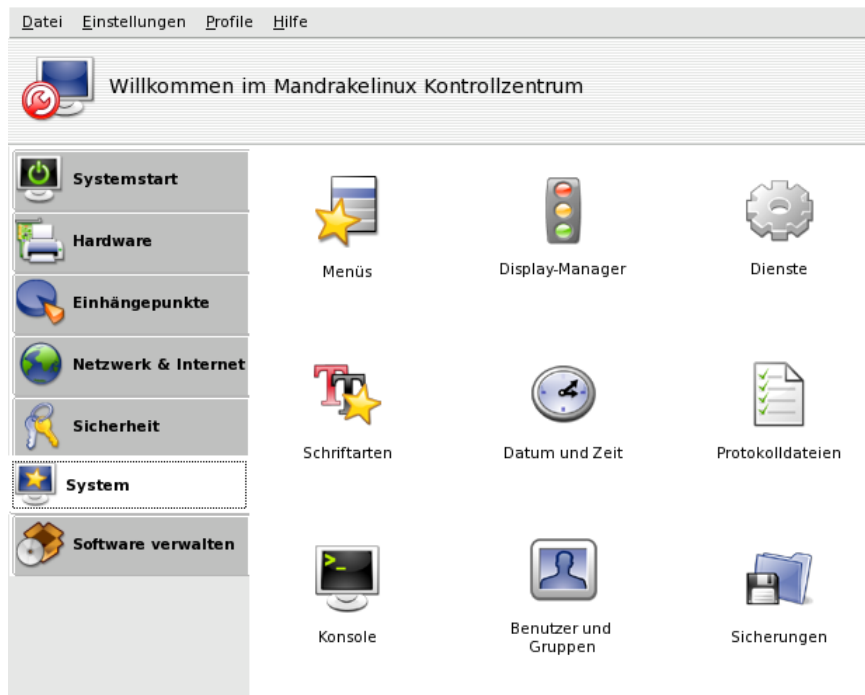 Datei Einstellungen Profile Hilfe
Willkommen im Mandrakelinux Kontrollzentrum
Systemstart
Hardware
Einhängepunkte
Netzwerk & Internet
Sicherheit
System
Software verwalten
Menüs
Display-Manager
Dienste
Schriftarten
Datum und Zeit
Protokolldateien
Konsole
Benutzer und
Gruppen
Sicherungen